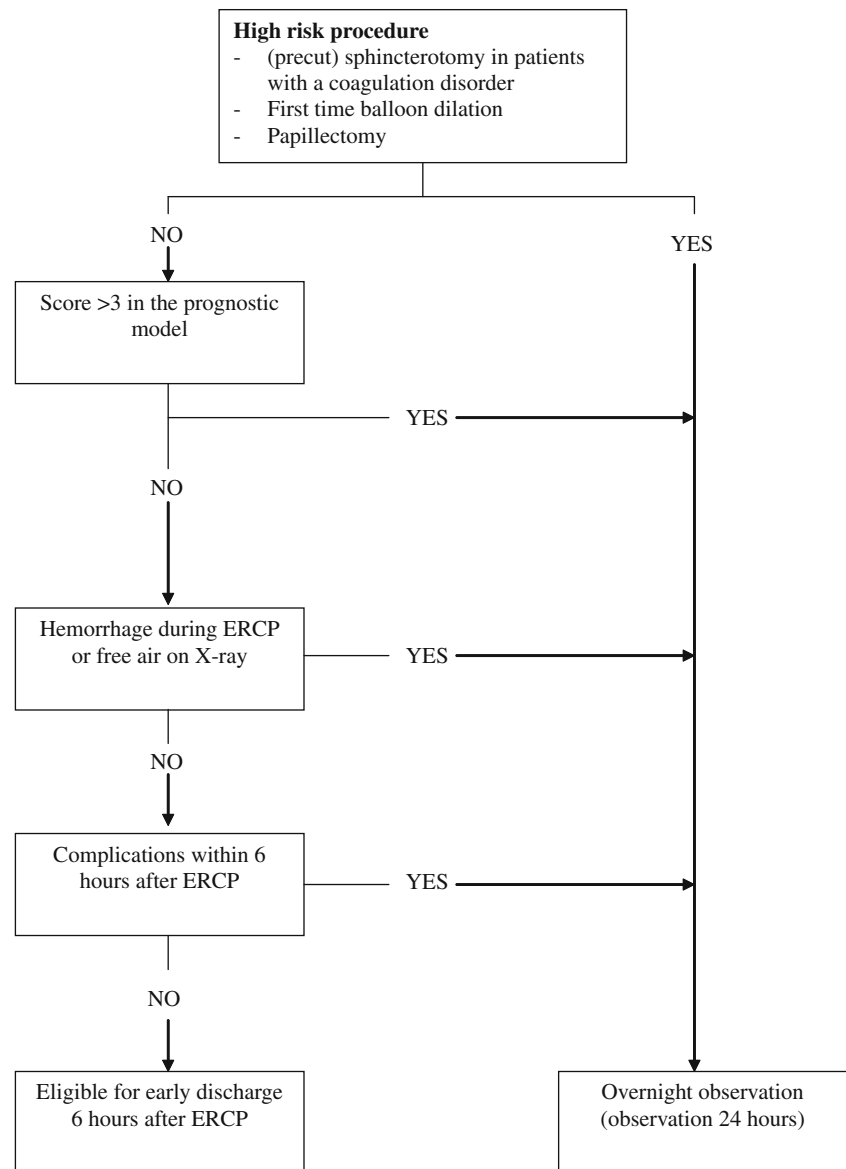 High risk procedure
- (precut) sphincterotomy in patients
with a coagulation disorder
- First time balloon dilation
- Papillectomy
NO
YES
Score >3 in the prognostic
model
YES
NO
Hemorrhage during ERCP
or free air on X-ray
YES
NO
Complications within 6
hours after ERCP
YES
NO
Eligible for early discharge
6 hours after ERCP
Overnight observation
(observation 24 hours)